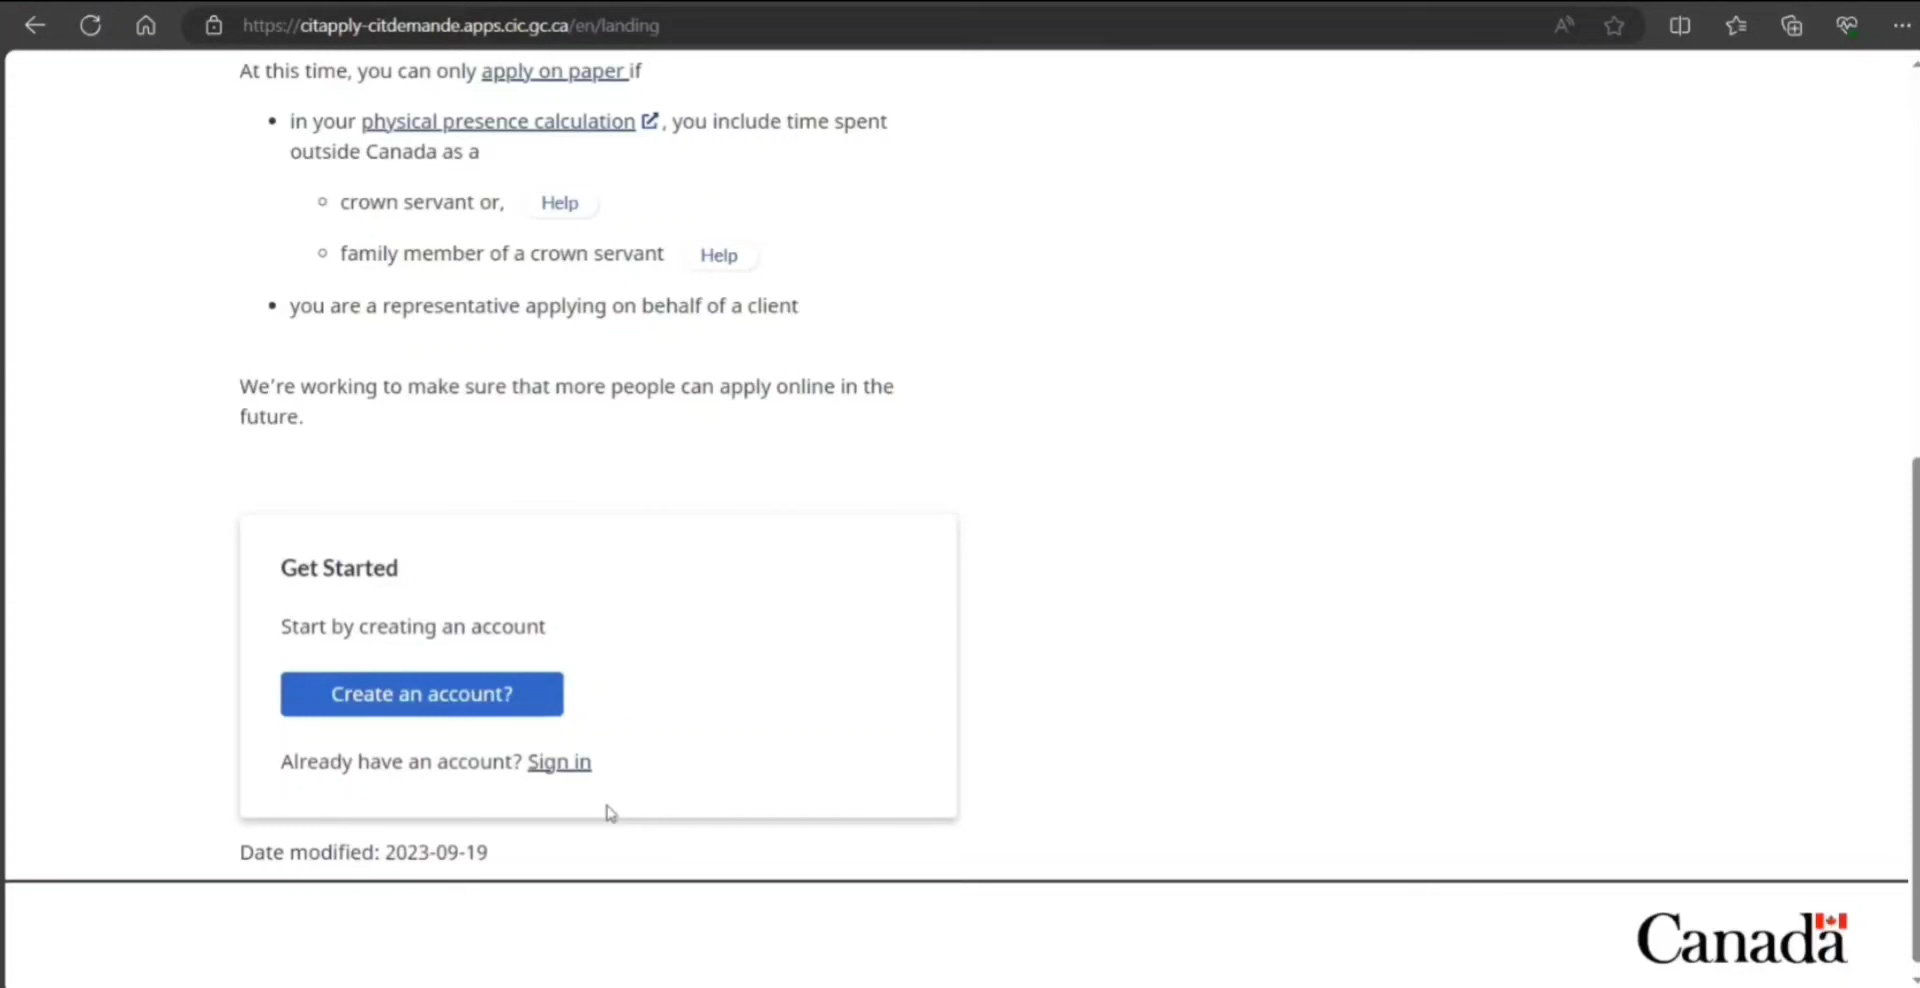 https://citapply-citdemande.apps.cic.gc.ca/en/landing
At this time, you can only apply on paper if
• in your physical presence calculation , you include time spent
outside Canada as a
○ crown servant or, Help
○ family member of a crown servant Help
• you are a representative applying on behalf of a client
We're working to make sure that more people can apply online in the
future.
Get Started
Start by creating an account
Create an account?
Already have an account? Sign in
Date modified: 2023-09-19
Canada